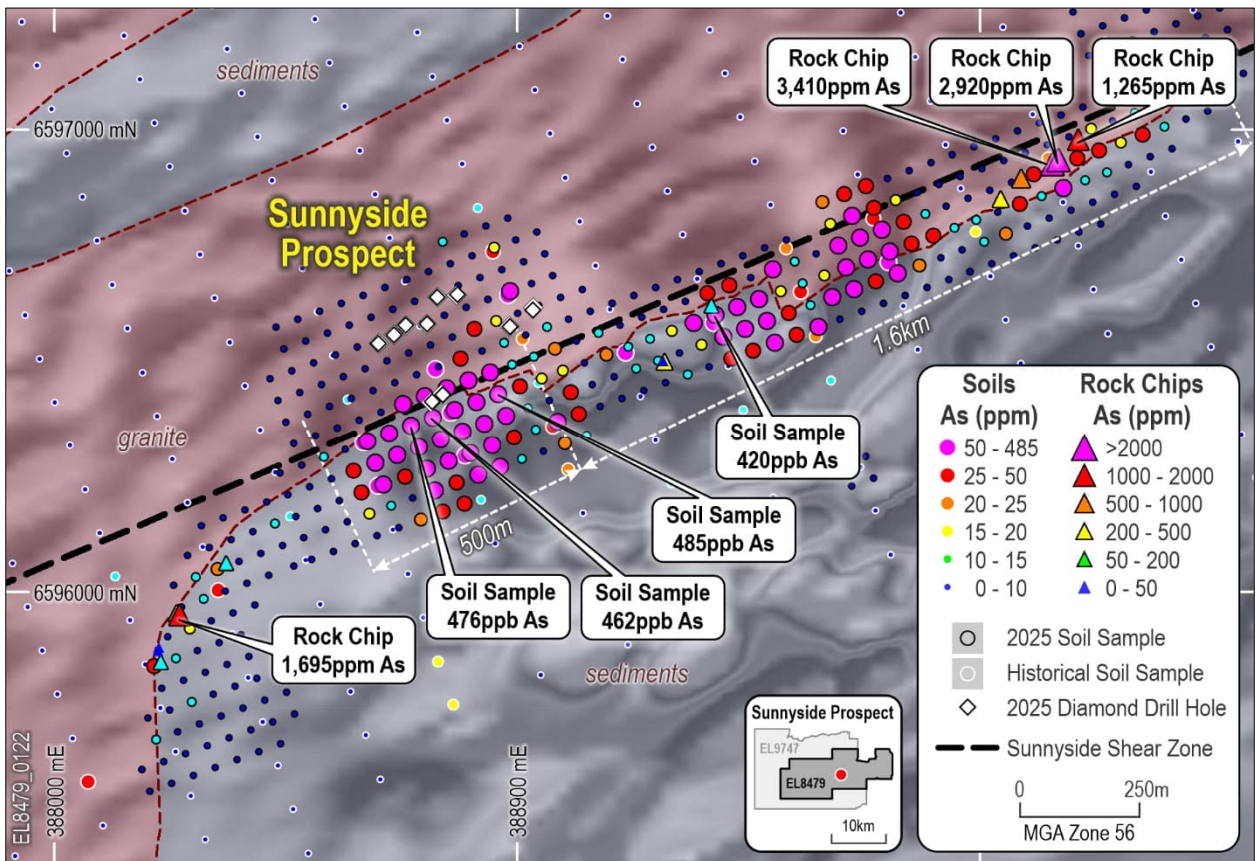 sediments
Rock Chip
3,410ppm As
Rock Chip
2,920ppm As
Rock Chip
1,265ppm As
6597000 mN
Sunnyside
Prospect
granite
1.6km
500m
Soil Sample
420ppb As
Soil Sample
485ppb As
Soil Sample
476ppb As
Soil Sample
462ppb As
6596000 mN
Rock Chip
1,695ppm As
sediments
EL8479_0122
388000 mE
388900 mE
Sunnyside Prospect
EL9747
EL8479
10km
Soils
As (ppm)
50 - 485
25 - 50
20 - 25
15 - 20
10 - 15
0 - 10
Rock Chips
As (ppm)
>2000
1000 - 2000
500 - 1000
200 - 500
50 - 200
0 - 50
2025 Soil Sample
Historical Soil Sample
2025 Diamond Drill Hole
Sunnyside Shear Zone
0 250m
MGA Zone 56